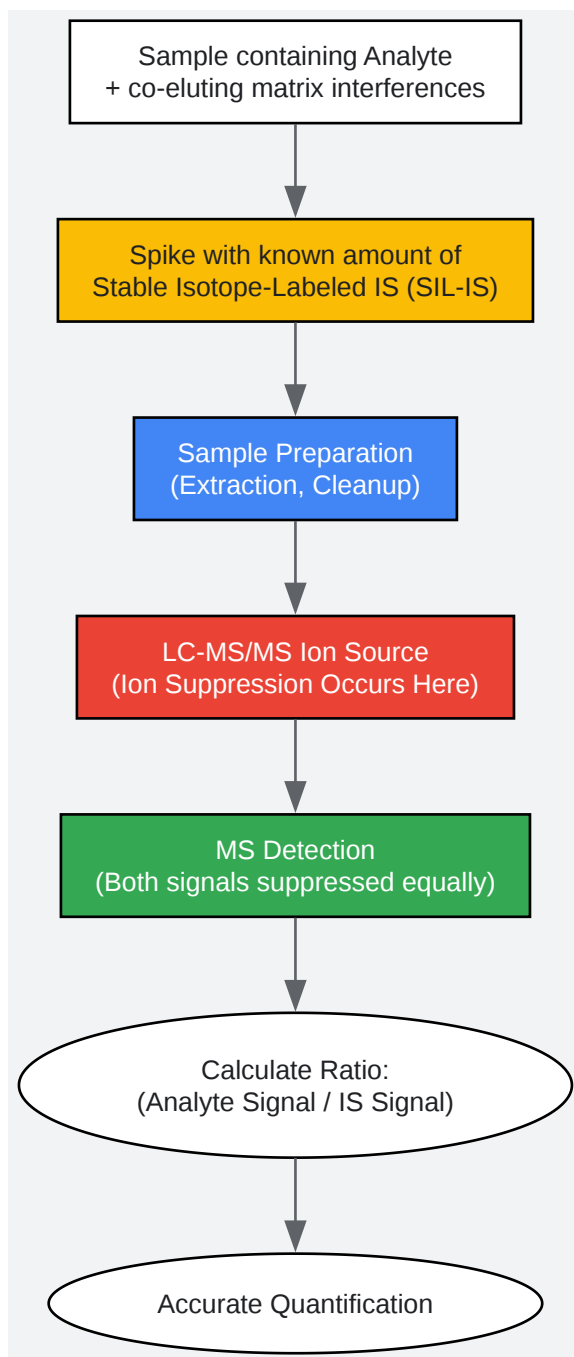 Sample containing Analyte
+ co-eluting matrix interferences
Spike with known amount of
Stable Isotope-Labeled IS (SIL-IS)
Sample Preparation
(Extraction, Cleanup)
LC-MS/MS Ion Source
(Ion Suppression Occurs Here)
MS Detection
(Both signals suppressed equally)
Calculate Ratio:
(Analyte Signal / IS Signal)
Accurate Quantification